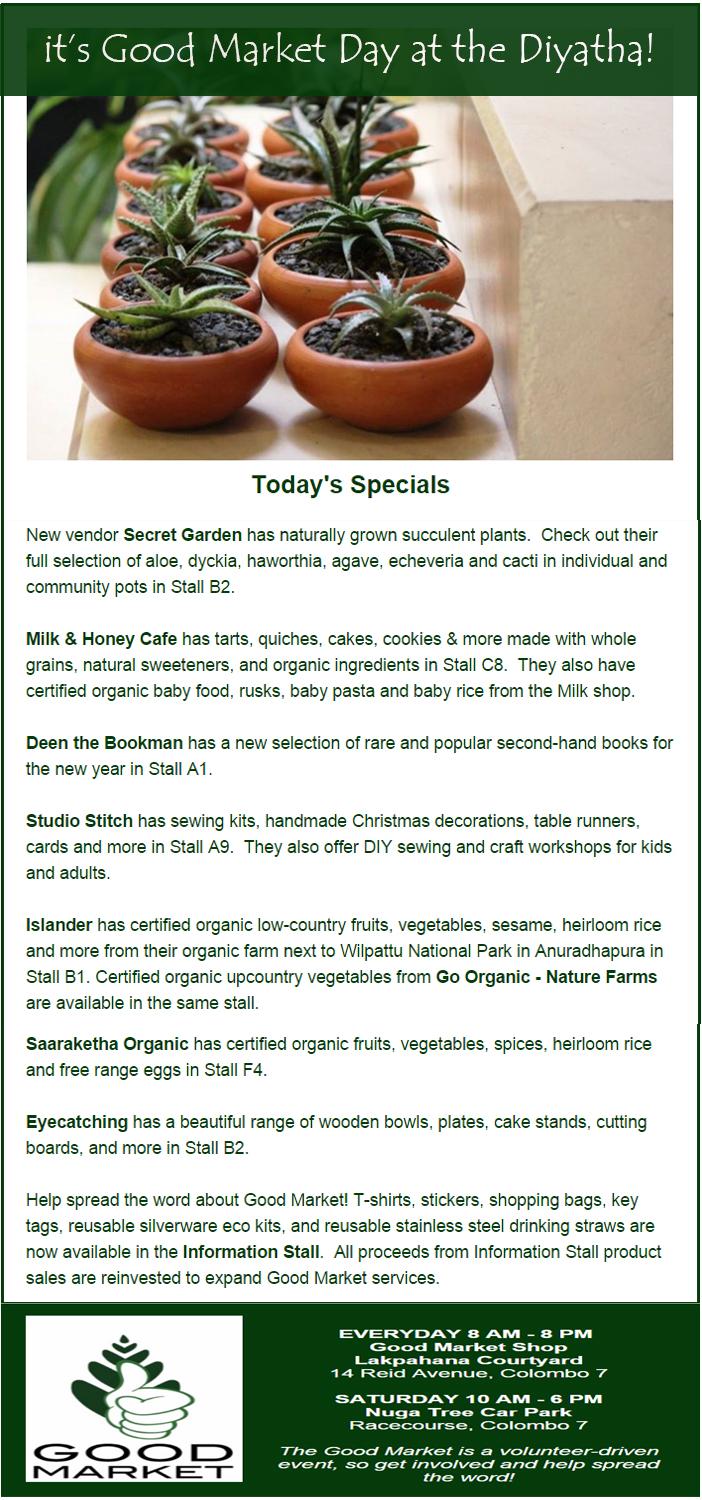 it's Good Market Day at the Diyatha!
Today's Specials
New vendor Secret Garden has naturally grown succulent plants.  Check out their
full selection of aloe, dyckia, haworthia, agave, echeveria and cacti in individual and
community pots in Stall B2.
Milk & Honey Cafe has tarts, quiches, cakes, cookies & more made with whole
grains, natural sweeteners, and organic ingredients in Stall C8.  They also have
certified organic baby food, rusks, baby pasta and baby rice from the Milk shop.
Deen the Bookman has a new selection of rare and popular second-hand books for
the new year in Stall A1.
Studio Stitch has sewing kits, handmade Christmas decorations, table runners,
cards and more in Stall A9.  They also offer DIY sewing and craft workshops for kids
and adults.
Islander has certified organic low-country fruits, vegetables, sesame, heirloom rice
and more from their organic farm next to Wilpattu National Park in Anuradhapura in
Stall B1. Certified organic upcountry vegetables from Go Organic - Nature Farms
are available in the same stall.
Saaraketha Organic has certified organic fruits, vegetables, spices, heirloom rice
and free range eggs in Stall F4.
Eyecatching has a beautiful range of wooden bowls, plates, cake stands, cutting
boards, and more in Stall B2.
Help spread the word about Good Market! T-shirts, stickers, shopping bags, key
tags, reusable silverware eco kits, and reusable stainless steel drinking straws are
now available in the Information Stall.  All proceeds from Information Stall product
sales are reinvested to expand Good Market services.
GOOD
MARKET
EVERYDAY 8 AM - 8 PM
Good Market Shop
Lakpahana Courtyard
14 Reid Avenue, Colombo 7
SATURDAY 10 AM - 6 PM
Nuga Tree Car Park
Racecourse, Colombo 7
The Good Market is a volunteer-driven
event, so get involved and help spread
the word!